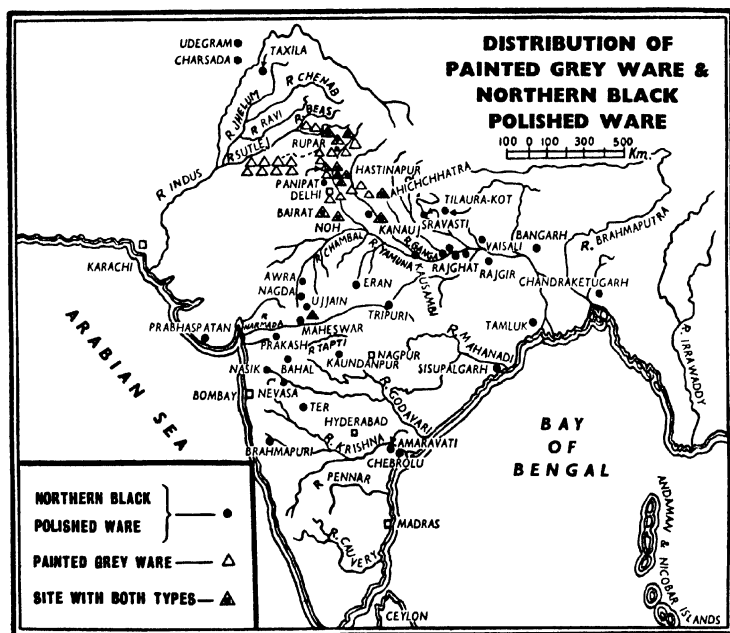 DISTRIBUTION OF
PAINTED GREY WARE &
NORTHERN BLACK
POLISHED WARE
100 0 100 200 300 400 500
Km.
UDEGRAM
CHARSADA
TAXILA
R JHELUM
R CHENAB
R RAVI
R BEAS
R SUTLEJ
R INDUS
RUPAR
HASTINAPUR
PANIPAT
DELHI
AHICHCHHATRA
TILAURA-KOT
BAIRAT
NOH
KANAUJ
SRAVASTI
VAISALI
BANGARH
R. BRAHMAPUTRA
R. CHAMBAL
R. YAMUNA
R. GANGA
KAUSAMBI
RAJGHAT
RAJGIR
CHANDRAKETUGARH
KARACHI
AWRA
NAGDA
ERAN
UJJAIN
TRIPURI
TAMLUK
R. IRRAWADDY
PRABHASPATAN
R NARMADA
MAHESWAR
PRAKASH
R TAPTI
R. MAHANADI
NASIK
BAHAL
KAUNDANPUR
NAGPUR
SISUPALGARH
BOMBAY
NEVASA
R. GODAVARI
TER
HYDERABAD
BRAHMAPURI
R. KRISHNA
AMARAVATI
CHEBROLU
ARABIAN SEA
BAY
OF
BENGAL
R PENNAR
MADRAS
R. CAUVERY
CEYLON
ANDAMAN & NICOBAR ISLANDS
NORTHERN BLACK
POLISHED WARE
PAINTED GREY WARE
SITE WITH BOTH TYPES